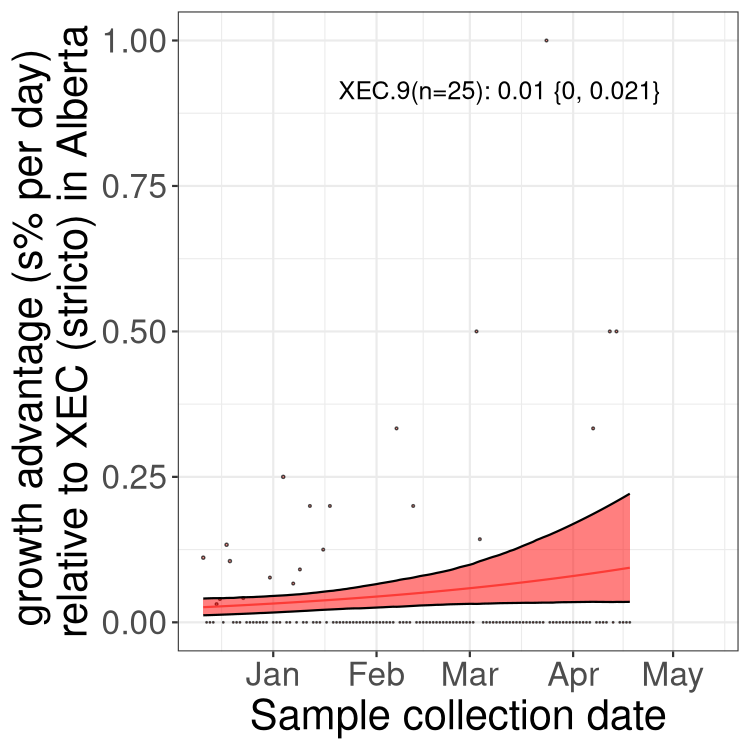 growth advantage (s% per day)
relative to XEC (stricto) in Alberta
1.00
0.75
0.50
0.25
0.00
XEC.9(n=25): 0.01 {0, 0.021}
Jan Feb Mar Apr May
Sample collection date